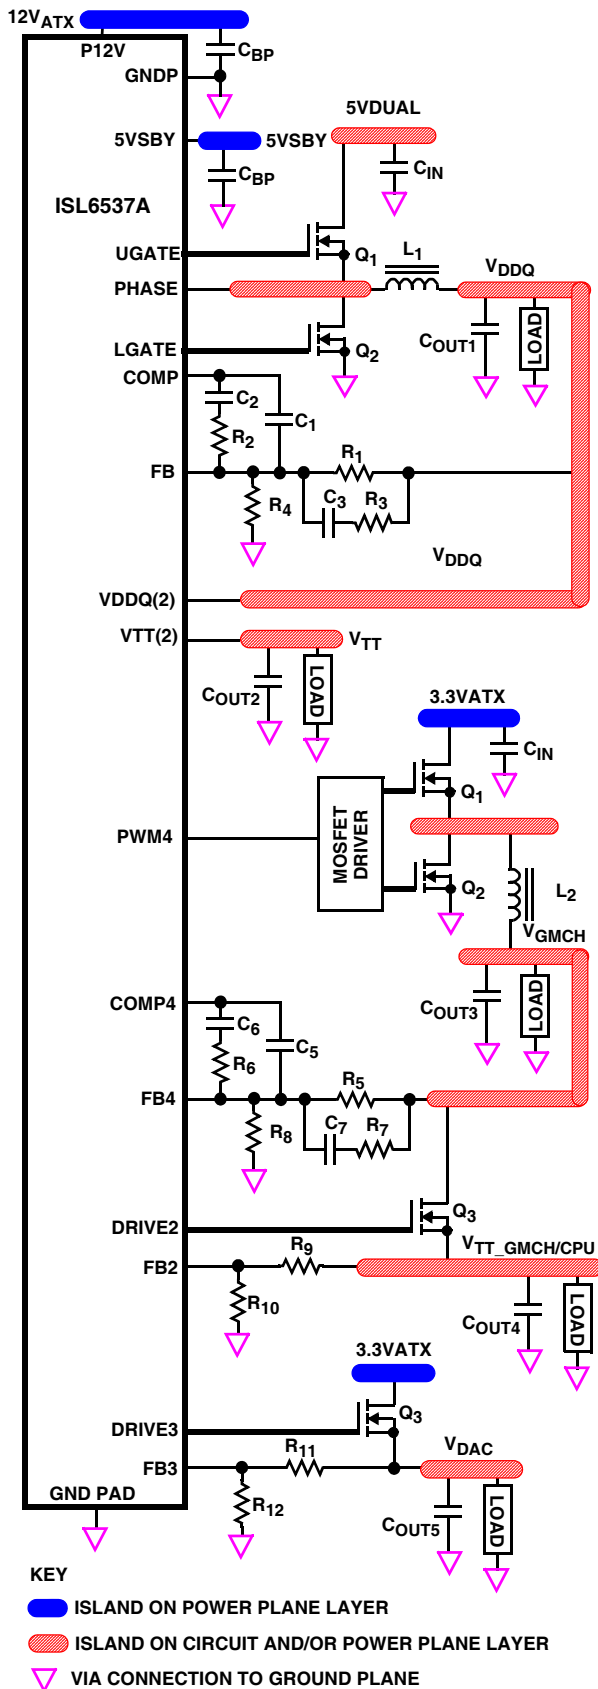 12VATX
P12V
CBP
GNDP
5VDUAL
5VSBY
5VSBY
CIN
CBP
ISL6537A
UGATE
Q1
L1
VDDQ
PHASE
COUT1
LOAD
LGATE
Q2
COMP
C2
C1
R2
R1
FB
R4
C3
R3
VDDQ
VDDQ(2)
VTT(2)
VTT
COUT2
LOAD
3.3VATX
CIN
Q1
MOSFET
DRIVER
PWM4
Q2
L2
VGMCH
COMP4
COUT3
LOAD
C6
C5
R6
R5
FB4
R8
C7
R7
Q3
DRIVE2
R9
VTT_GMCH/CPU
FB2
R10
COUT4
LOAD
3.3VATX
Q3
DRIVE3
R11
VDAC
FB3
GND PAD
R12
COUT5
LOAD
KEY
ISLAND ON POWER PLANE LAYER
ISLAND ON CIRCUIT AND/OR POWER PLANE LAYER
VIA CONNECTION TO GROUND PLANE